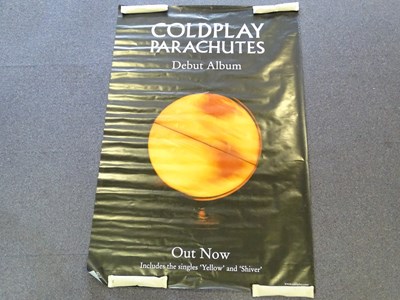 COLDPLAY
PARACHUTES
Debut Album
Out Now
Includes the singles 'Yellow' and 'Shiver'